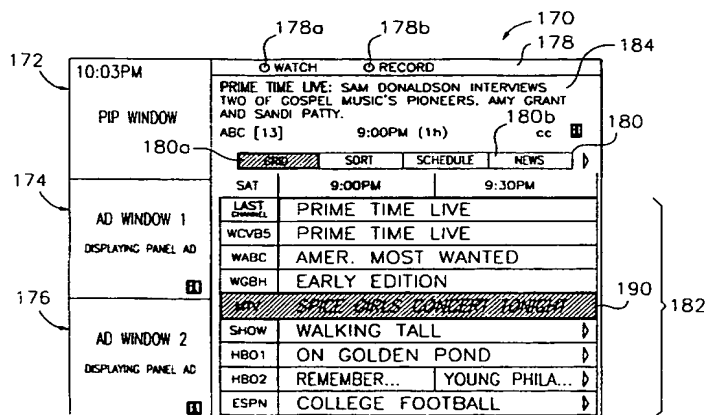 170
178a
178b
178
184
172
10:03PM
WATCH
RECORD
PRIME TIME LIVE: SAM DONALDSON INTERVIEWS
TWO OF GOSPEL MUSIC'S PIONEERS, AMY GRANT
AND SANDI PATTY.
PIP WINDOW
180b
180
ABC [13] 9:00PM (1h) cc
180a
GRID SORT SCHEDULE NEWS
174
SAT 9:00PM 9:30PM
AD WINDOW 1
DISPLAYING PANEL AD
LAST CHANNEL PRIME TIME LIVE
WCVB5 PRIME TIME LIVE
WABC AMER. MOST WANTED
WGBH EARLY EDITION
176
MTV SPICE GIRLS CONCERT TONIGHT
190
182
AD WINDOW 2
DISPLAYING PANEL AD
SHOW WALKING TALL
HBO1 ON GOLDEN POND
HBO2 REMEMBER... YOUNG PHILA...
ESPN COLLEGE FOOTBALL